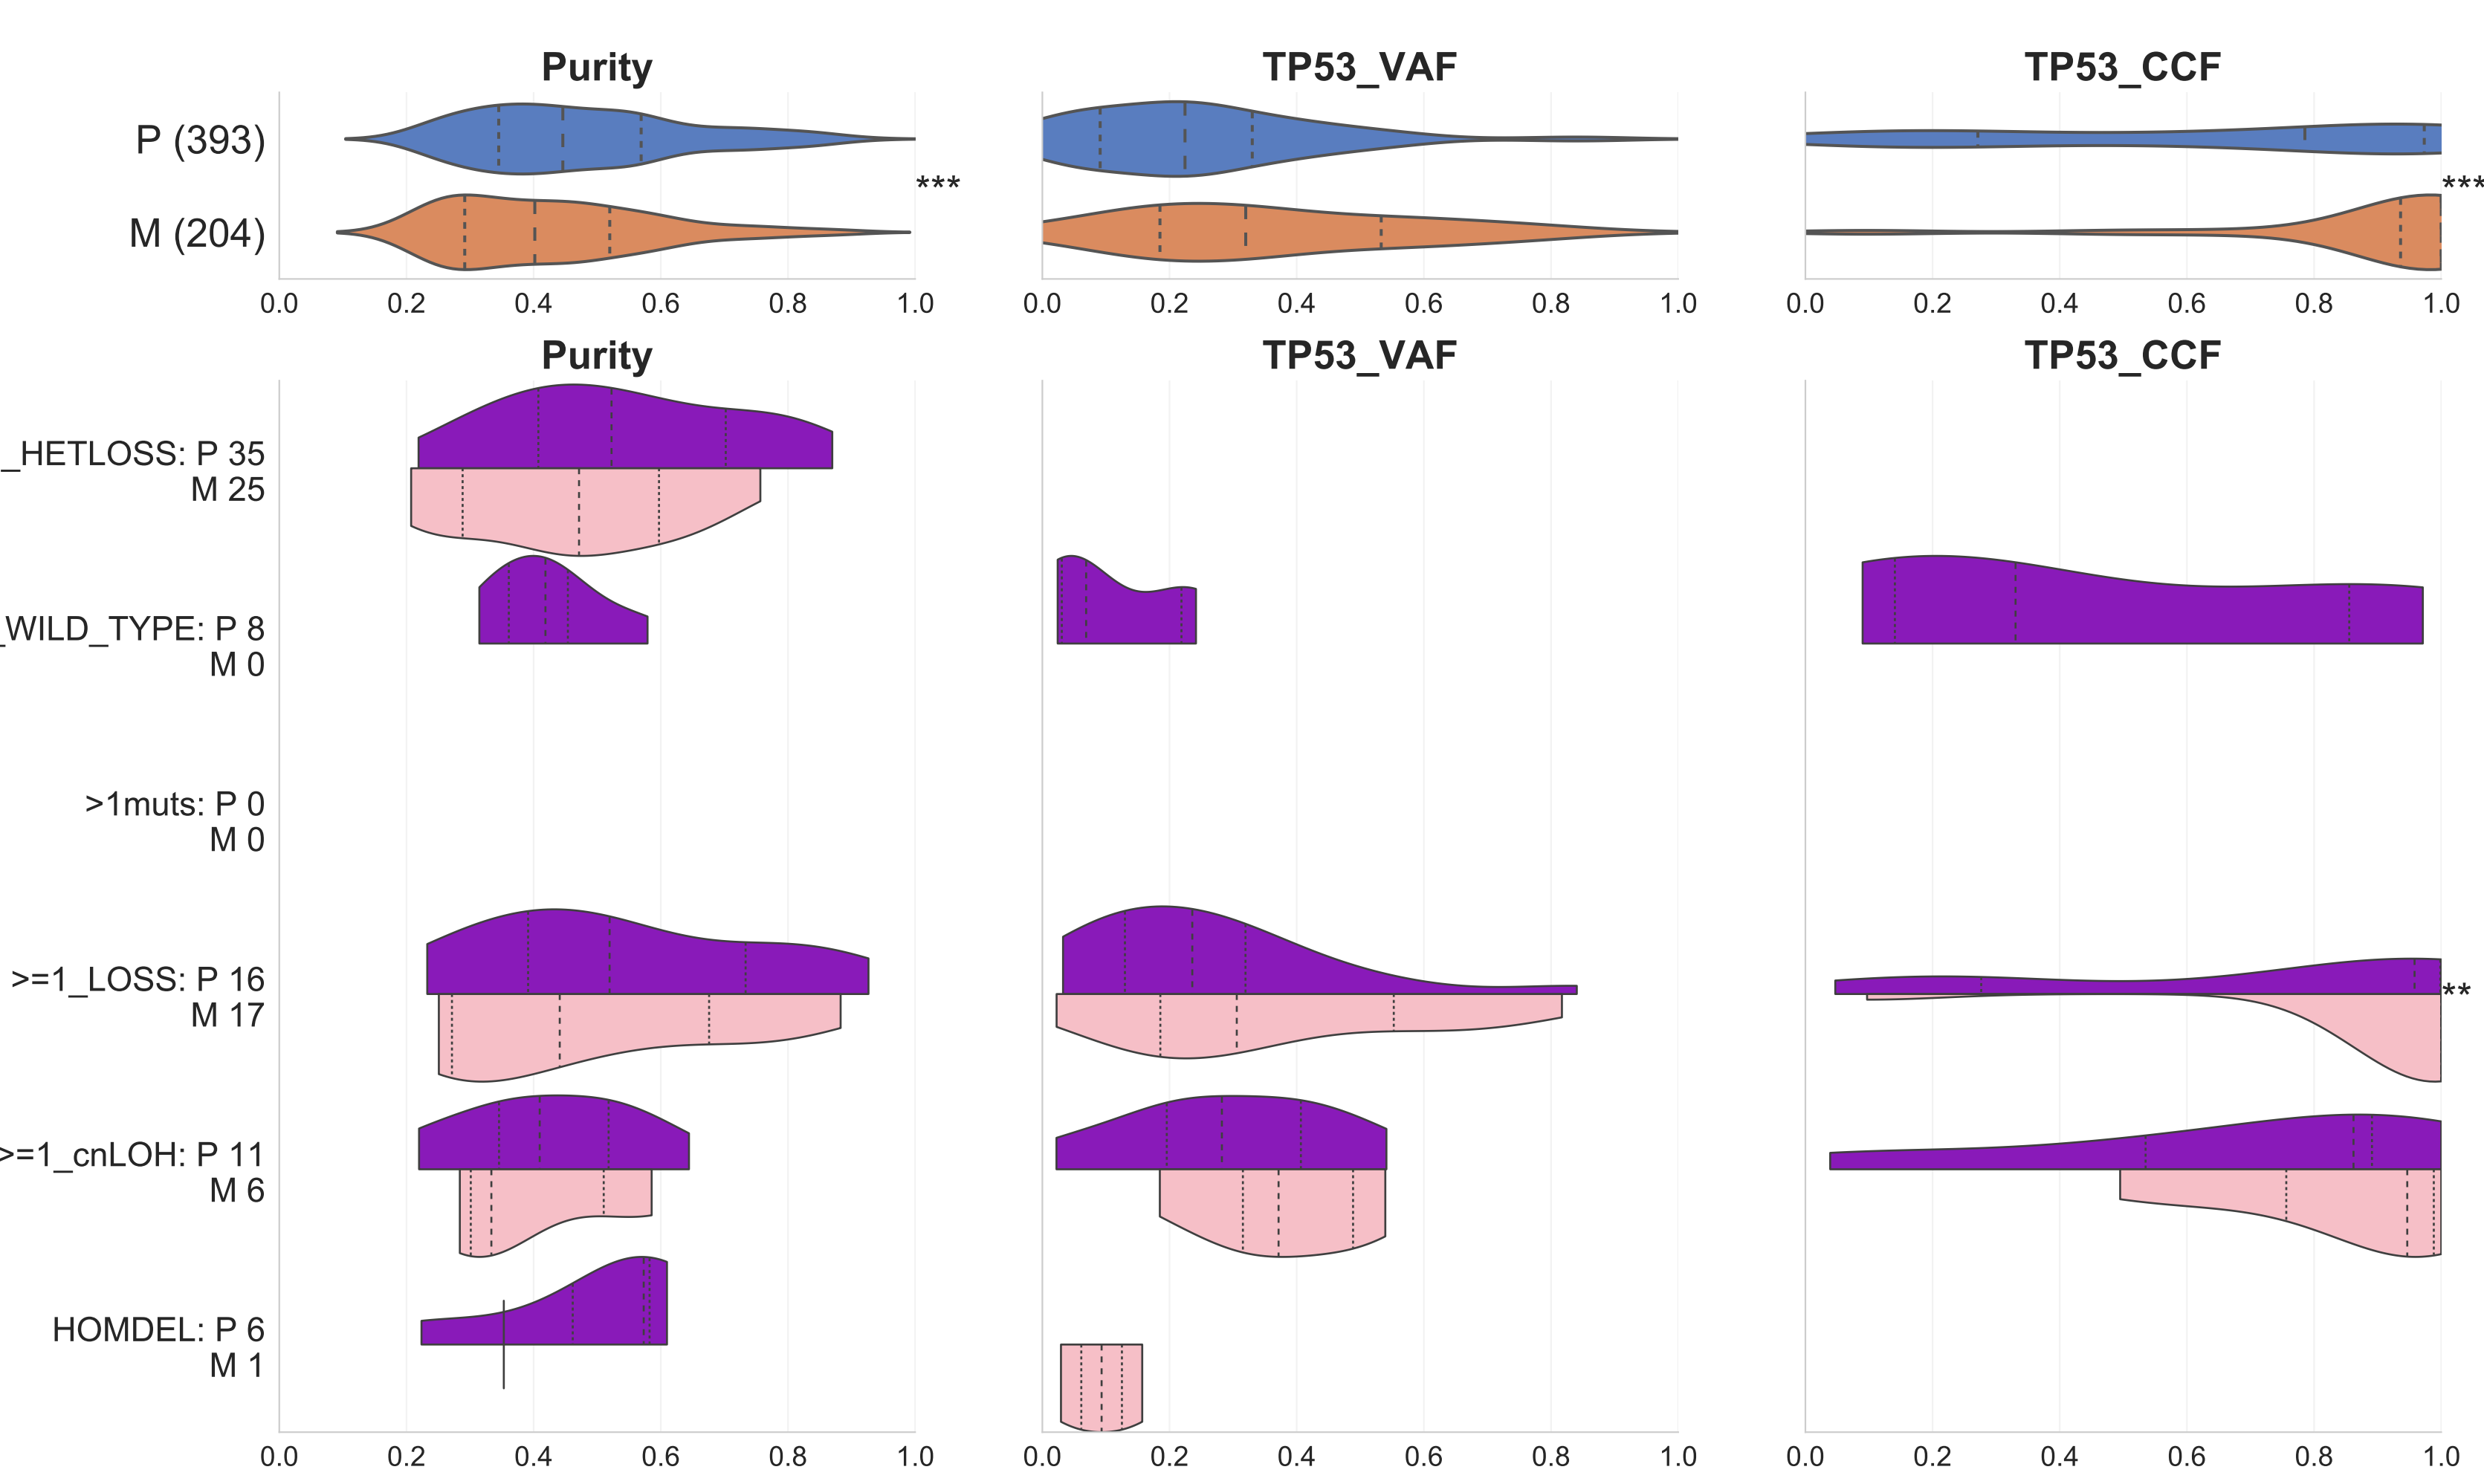 Purity TP53_VAF TP53_CCF
P (393)
***
***
M (204)
0.0 0.2 0.4 0.6 0.8 1.0 0.0 0.2 0.4 0.6 0.8 1.0 0.0 0.2 0.4 0.6 0.8 1.0
Purity TP53_VAF TP53_CCF
_HETLOSS: P 35
M 25
_WILD_TYPE: P 8
M 0
>1muts: P 0
M 0
>=1_LOSS: P 16
**
M 17
>=1_cnLOH: P 11
M 6
HOMDEL: P 6
M 1
0.0 0.2 0.4 0.6 0.8 1.0 0.0 0.2 0.4 0.6 0.8 1.0 0.0 0.2 0.4 0.6 0.8 1.0